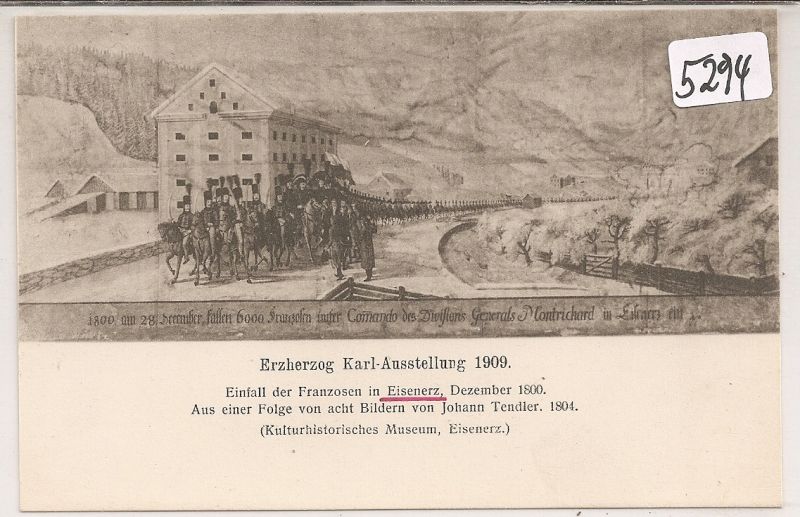 5294
1800 am 28 December, fallen 6000 Franzosen unter Comando des Divisions Generals Montrichard in Eisnerz ein
Erzherzog Karl-Ausstellung 1909.
Einfall der Franzosen in Eisenerz, Dezember 1800.
Aus einer Folge von acht Bildern von Johann Tendler. 1804.
(Kulturhistorisches Museum, Eisenerz.)